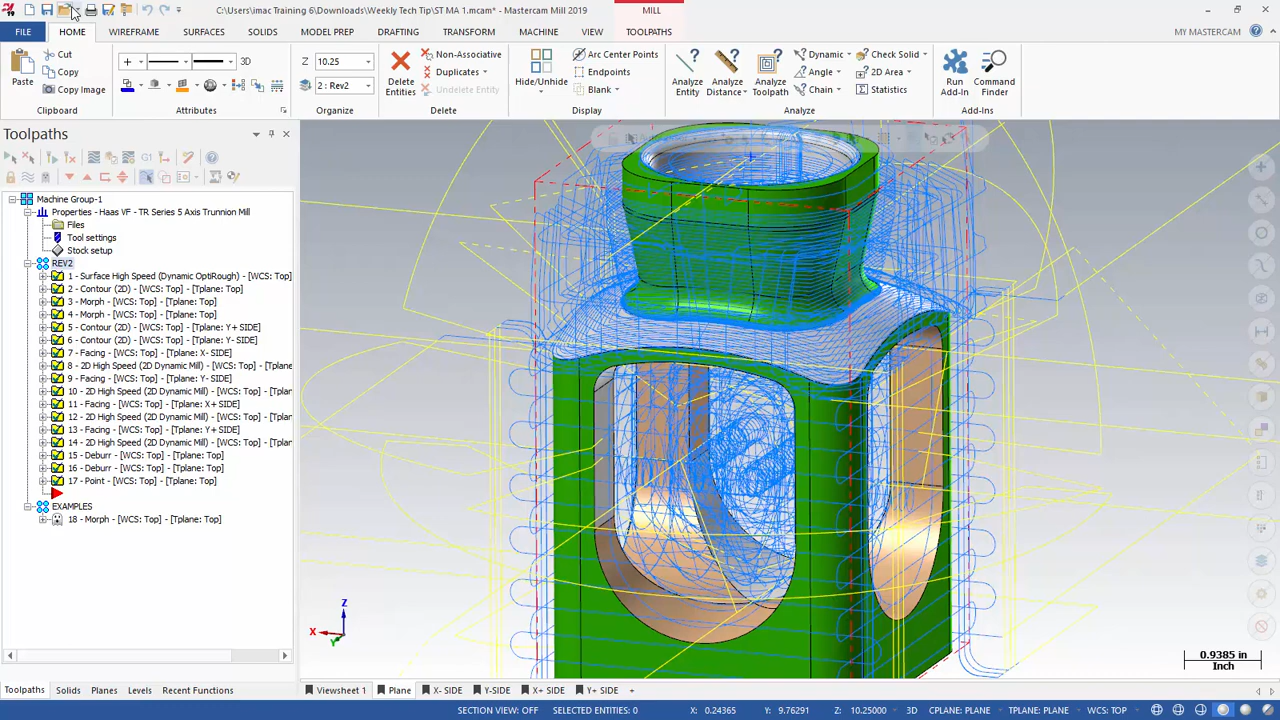 C:\Users\imac Training 6\Downloads\Weekly Tech Tip\ST MA 1.mcam* - Mastercam Mill 2019
MILL
FILE
HOME
WIREFRAME
SURFACES
SOLIDS
MODEL PREP
DRAFTING
TRANSFORM
MACHINE
VIEW
TOOLPATHS
MY MASTERCAM
Paste
Cut
Copy
Copy Image
Clipboard
3D
Attributes
Z 10.25
2 : Rev2
Organize
Delete Entities
Non-Associative
Duplicates
Undelete Entity
Delete
Hide/Unhide
Arc Center Points
Endpoints
Blank
Display
Analyze Entity
Analyze Distance
Analyze Toolpath
Dynamic
Angle
Chain
Check Solid
2D Area
Statistics
Analyze
Run Add-In
Command Finder
Add-Ins
Toolpaths
G1
Machine Group-1
Properties - Haas VF - TR Series 5 Axis Trunnion Mill
Files
Tool settings
Stock setup
REV2
1 - Surface High Speed (Dynamic OptiRough) - [WCS: Top]
2 - Contour (2D) - [WCS: Top] - [Tplane: Top]
3 - Morph - [WCS: Top] - [Tplane: Top]
4 - Morph - [WCS: Top] - [Tplane: Top]
5 - Contour (2D) - [WCS: Top] - [Tplane: Y+ SIDE]
6 - Contour (2D) - [WCS: Top] - [Tplane: Y- SIDE]
7 - Facing - [WCS: Top] - [Tplane: X- SIDE]
8 - 2D High Speed (2D Dynamic Mill) - [WCS: Top] - [Tplane
9 - Facing - [WCS: Top] - [Tplane: Y- SIDE]
10 - 2D High Speed (2D Dynamic Mill) - [WCS: Top] - [Tplan
11 - Facing - [WCS: Top] - [Tplane: X+ SIDE]
12 - 2D High Speed (2D Dynamic Mill) - [WCS: Top] - [Tplan
13 - Facing - [WCS: Top] - [Tplane: Y+ SIDE]
14 - 2D High Speed (2D Dynamic Mill) - [WCS: Top] - [Tplan
15 - Deburr - [WCS: Top] - [Tplane: Top]
16 - Deburr - [WCS: Top] - [Tplane: Top]
17 - Point - [WCS: Top] - [Tplane: Top]
EXAMPLES
18 - Morph - [WCS: Top] - [Tplane: Top]
Z
X
Y
0.9385 in
Inch
Toolpaths
Solids
Planes
Levels
Recent Functions
Viewsheet 1
Plane
X- SIDE
Y-SIDE
X+ SIDE
Y+ SIDE
+
SECTION VIEW: OFF
SELECTED ENTITIES: 0
X: 0.24365
Y: 9.76291
Z: 10.25000
3D
CPLANE: PLANE
TPLANE: PLANE
WCS: TOP